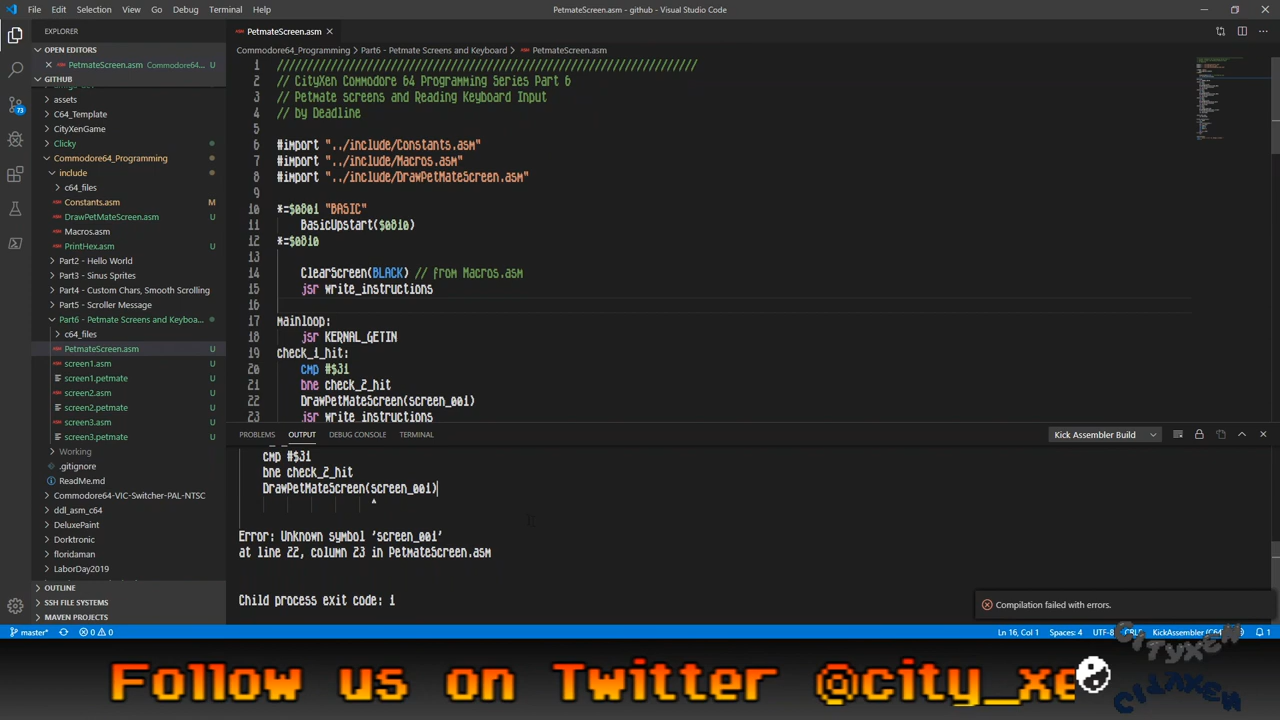 File Edit Selection View Go Debug Terminal Help
PetmateScreen.asm - github - Visual Studio Code
EXPLORER
PetmateScreen.asm
OPEN EDITORS
PetmateScreen.asm Commodore64... U
GITHUB
assets
C64_Template
CityXenGame
Clicky
Commodore64_Programming
include
c64_files
Constants.asm M
DrawPetMateScreen.asm U
Macros.asm
PrintHex.asm U
Part2 - Hello World
Part3 - Sinus Sprites
Part4 - Custom Chars, Smooth Scrolling
Part5 - Scroller Message
Part6 - Petmate Screens and Keyboa...
c64_files
PetmateScreen.asm U
screen1.asm U
screen1.petmate U
screen2.asm U
screen2.petmate U
screen3.asm U
screen3.petmate U
Working
.gitignore
ReadMe.md
Commodore64-VIC-Switcher-PAL-NTSC
ddl_asm_c64
DeluxePaint
Dorktronic
floridaman
LaborDay2019
OUTLINE
SSH FILE SYSTEMS
MAVEN PROJECTS
73
Commodore64_Programming > Part6 - Petmate Screens and Keyboard > PetmateScreen.asm
1 ///////////////////////////////////////////////////////////////////////
2 // CityXen Commodore 64 Programming Series Part 6
3 // Petmate screens and Reading Keyboard Input
4 // by Deadline
5
6 #import "../include/Constants.asm"
7 #import "../include/Macros.asm"
8 #import "../include/DrawPetMateScreen.asm"
9
10 *=$0801 "BASIC"
11 BasicUpstart($0810)
12 *=$0810
13
14 ClearScreen(BLACK) // from Macros.asm
15 jsr write_instructions
16
17 mainloop:
18 jsr KERNAL_GETIN
19 check_1_hit:
20 cmp #$31
21 bne check_2_hit
22 DrawPetMateScreen(screen_001)
23 jsr write_instructions
PROBLEMS OUTPUT DEBUG CONSOLE TERMINAL
Kick Assembler Build
cmp #$31
bne check_2_hit
DrawPetMateScreen(screen_001)
^
Error: Unknown symbol 'screen_001'
at line 22, column 23 in PetmateScreen.asm
Child process exit code: 1
Compilation failed with errors.
master* 0 0 Ln 16, Col 1 Spaces: 4 UTF-8 CRLF KickAssembler (C64) 1
CITYXEN
CITYXEN
Follow us on Twitter @city_xe